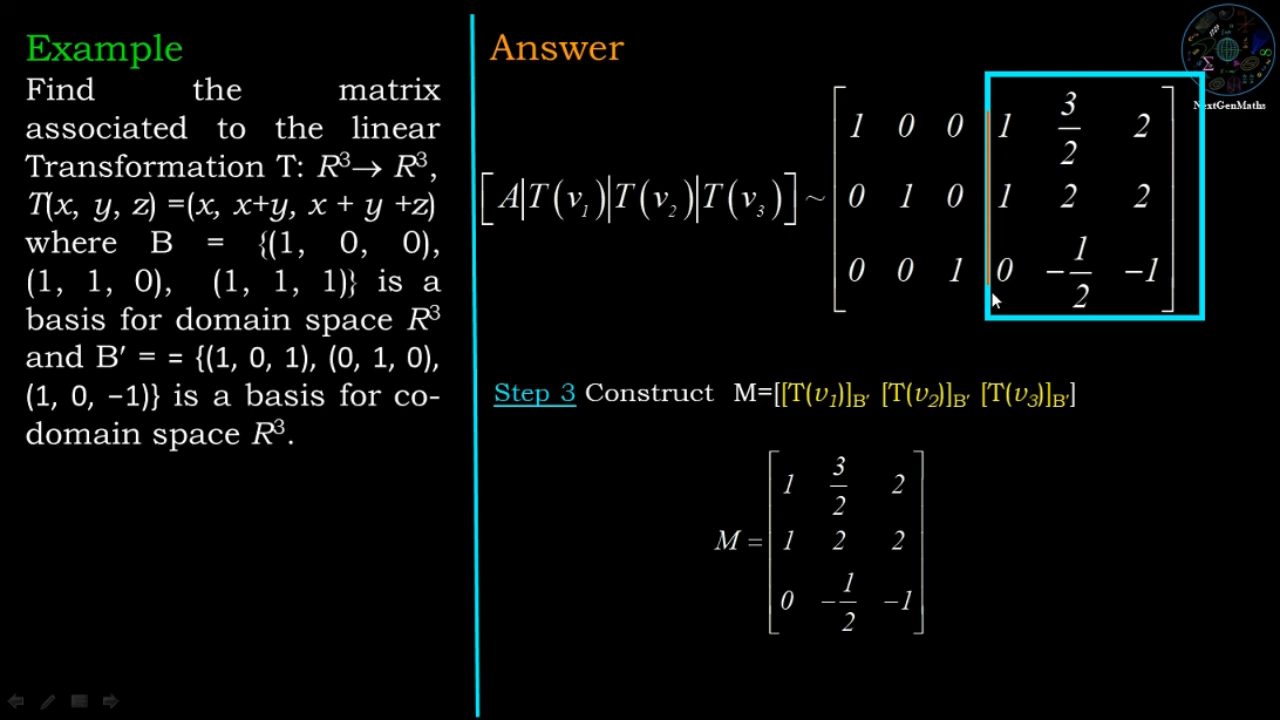 Example
Find the matrix
associated to the linear
Transformation T: R³→ R³,
T(x, y, z) =(x, x+y, x + y +z)
where B = {(1, 0, 0),
(1, 1, 0), (1, 1, 1)} is a
basis for domain space R³
and B′ = = {(1, 0, 1), (0, 1, 0),
(1, 0, −1)} is a basis for co-
domain space R³.
Answer
[A|T(v₁)|T(v₂)|T(v₃)] ~
1 0 0 1 3/2 2
0 1 0 1 2 2
0 0 1 0 −1/2 −1
NextGenMaths
Step 3 Construct M=[[T(v₁)]B′ [T(v₂)]B′ [T(v₃)]B′]
M =
1 3/2 2
1 2 2
0 −1/2 −1